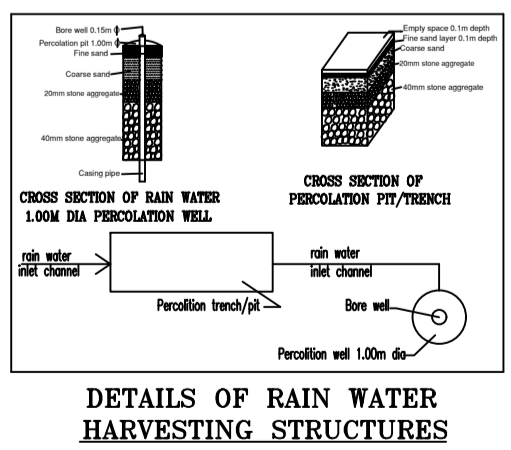 Bore well 0.15m ϕ
Percolation pit 1.00m ϕ
Fine sand
Coarse sand
20mm stone aggregate
40mm stone aggregate
Casing pipe
CROSS SECTION OF RAIN WATER
1.00M DIA PERCOLATION WELL
Empty space 0.1m depth
Fine sand layer 0.1m depth
Coarse sand
20mm stone aggregate
40mm stone aggregate
CROSS SECTION OF
PERCOLATION PIT/TRENCH
rain water
inlet channel
rain water
inlet channel
Percolition trench/pit
Bore well
Percolition well 1.00m dia
DETAILS OF RAIN WATER
HARVESTING STRUCTURES